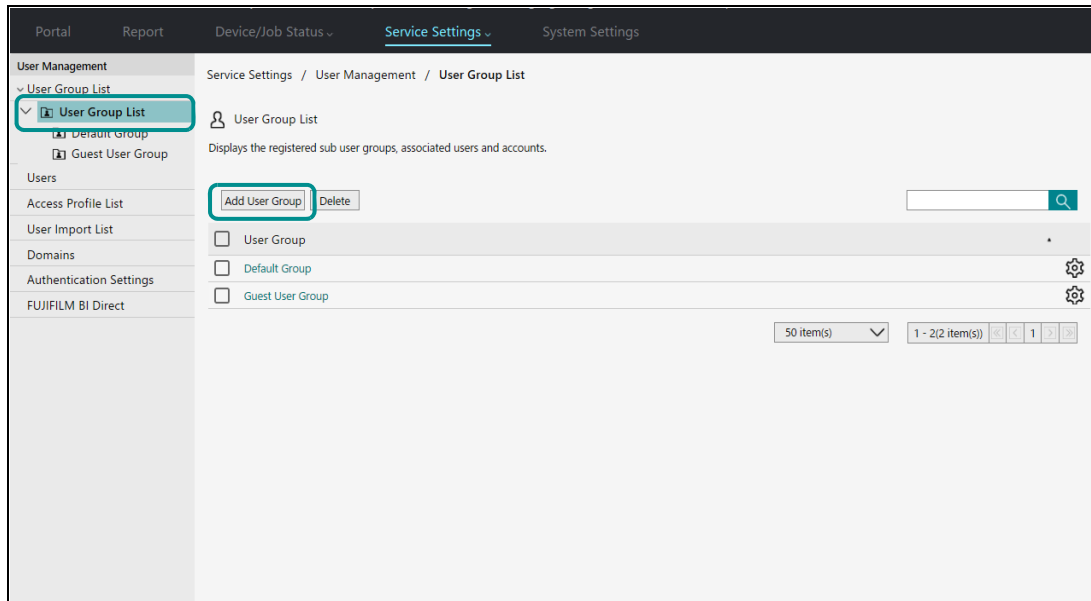 Portal Report Device/Job Status Service Settings System Settings
User Management
User Group List
User Group List
Default Group
Guest User Group
Users
Access Profile List
User Import List
Domains
Authentication Settings
FUJIFILM BI Direct
Service Settings / User Management / User Group List
User Group List
Displays the registered sub user groups, associated users and accounts.
Add User Group Delete
User Group
Default Group
Guest User Group
50 item(s) 1 - 2(2 item(s)) 1